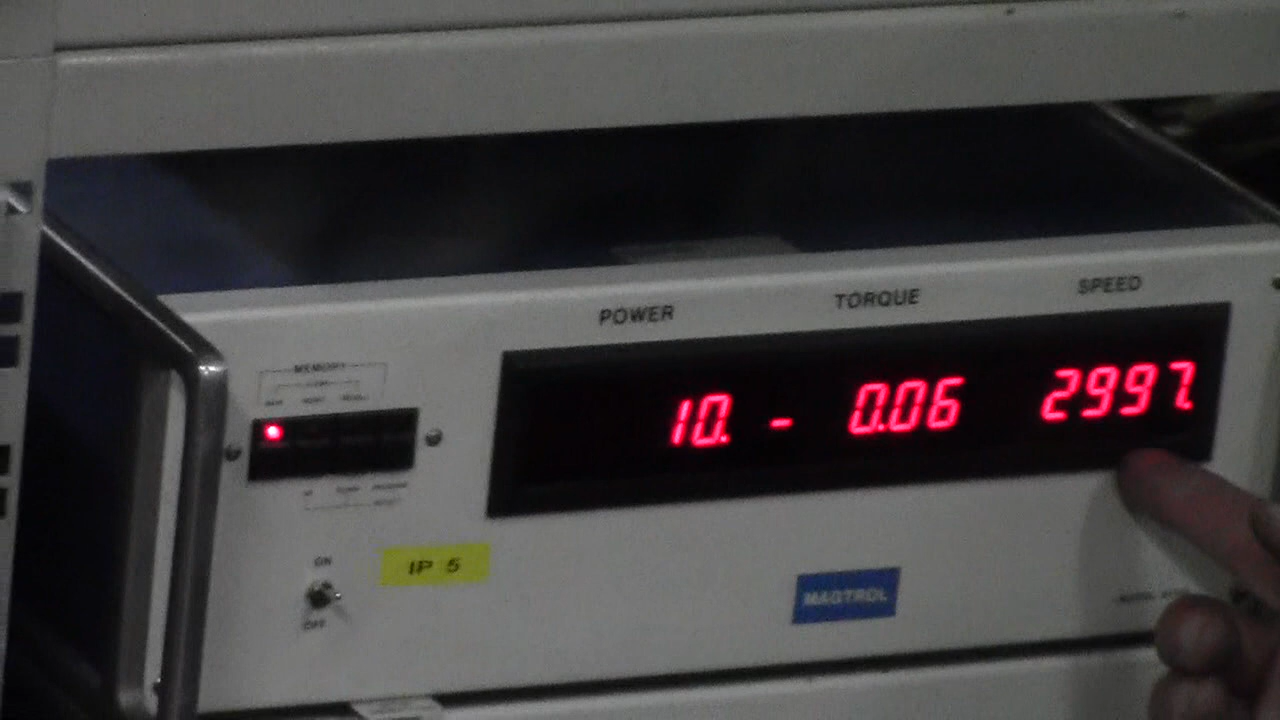 POWER TORQUE SPEED
10. - 0.06 2997
MEMORY
ON
IP 5
OFF
MAGTROL